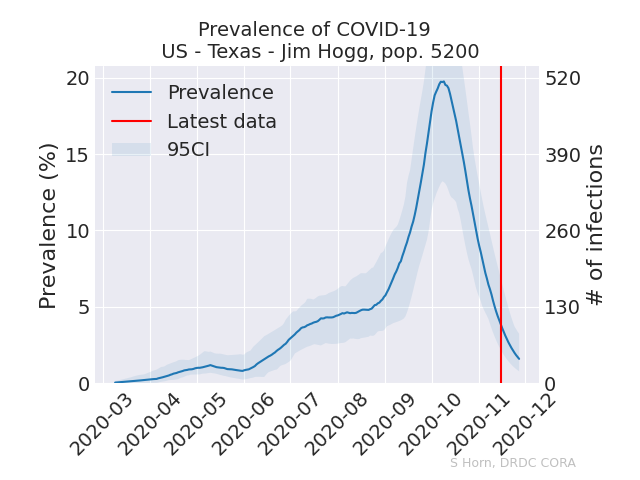 Prevalence of COVID-19
US - Texas - Jim Hogg, pop. 5200
Prevalence
Latest data
95CI
Prevalence (%)
20
15
10
5
0
# of infections
520
390
260
130
0
2020-03
2020-04
2020-05
2020-06
2020-07
2020-08
2020-09
2020-10
2020-11
2020-12
S Horn, DRDC CORA